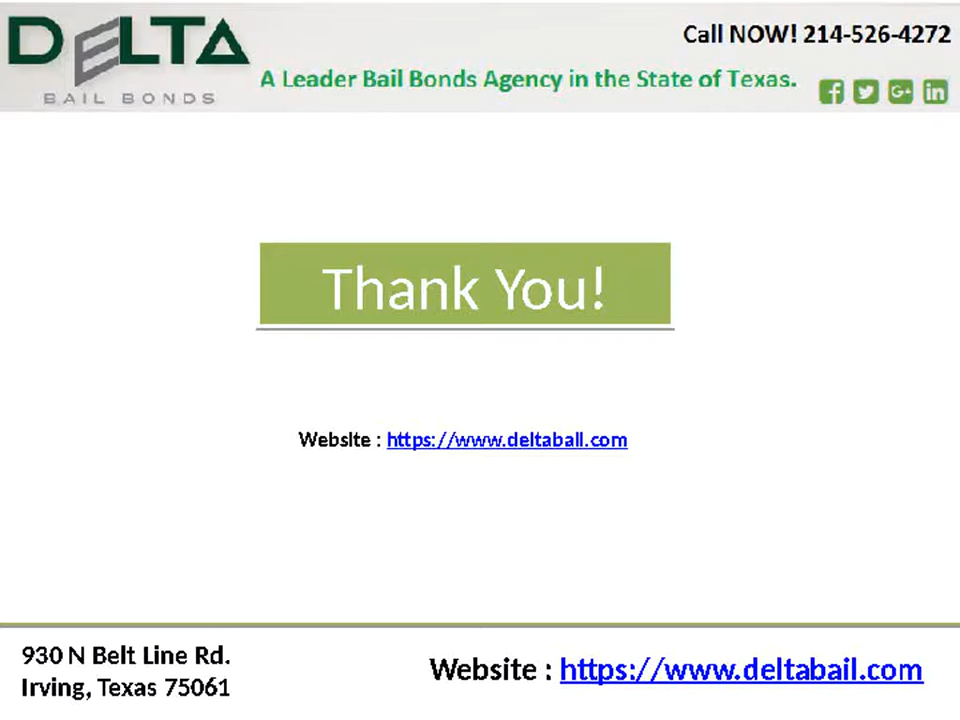 DELTA
BAIL BONDS
Call NOW! 214-526-4272
A Leader Bail Bonds Agency in the State of Texas.
Thank You!
Website : https://www.deltabail.com
930 N Belt Line Rd.
Irving, Texas 75061
Website : https://www.deltabail.com